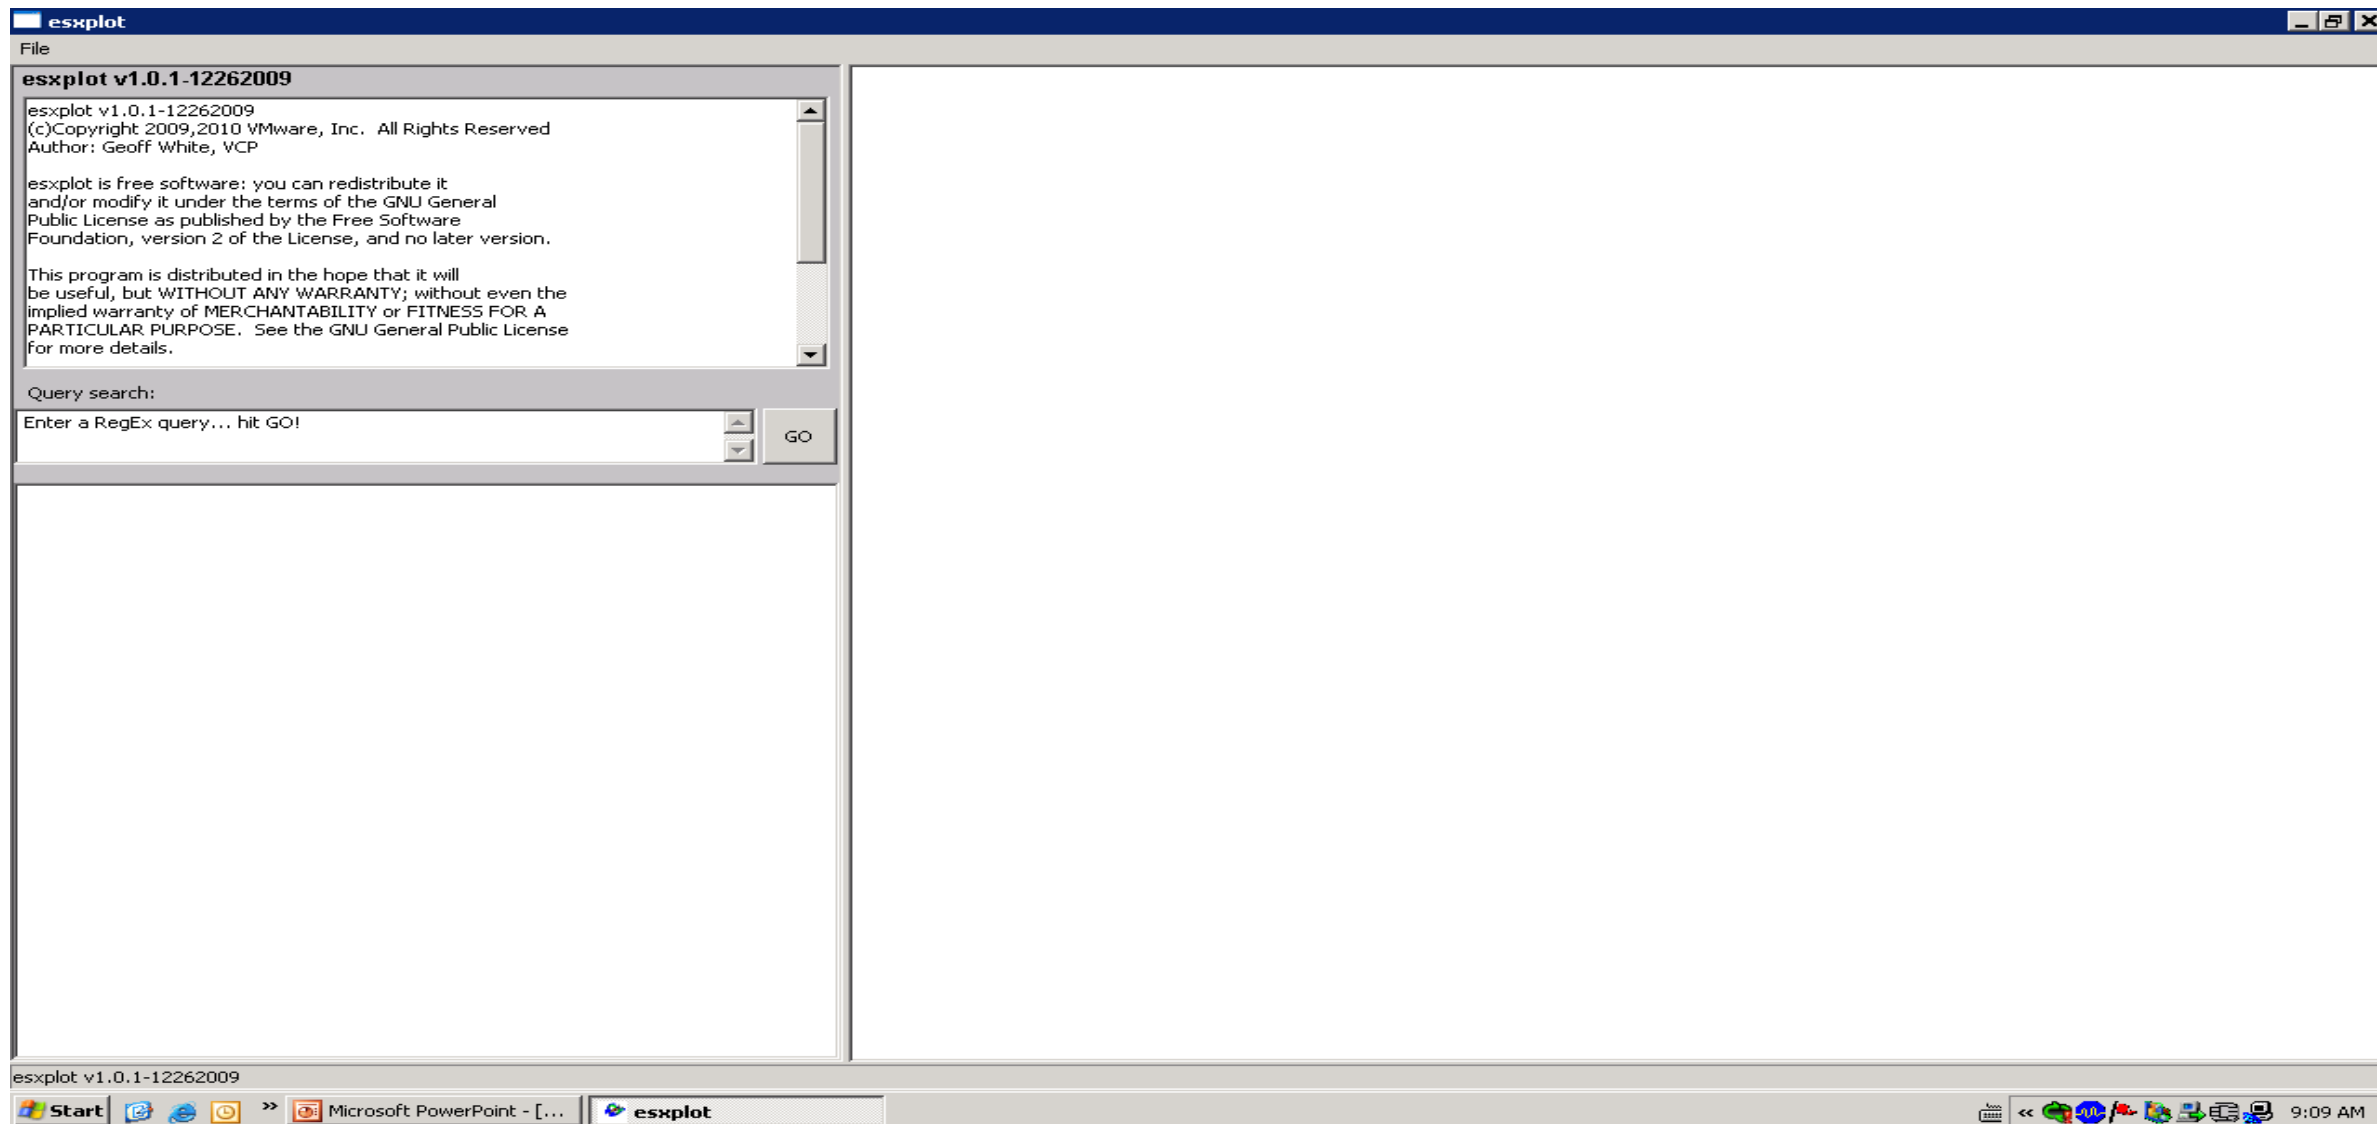 esxplot
File
esxplot v1.0.1-12262009
esxplot v1.0.1-12262009
(c)Copyright 2009,2010 VMware, Inc.  All Rights Reserved
Author: Geoff White, VCP
esxplot is free software: you can redistribute it
and/or modify it under the terms of the GNU General
Public License as published by the Free Software
Foundation, version 2 of the License, and no later version.
This program is distributed in the hope that it will
be useful, but WITHOUT ANY WARRANTY; without even the
implied warranty of MERCHANTABILITY or FITNESS FOR A
PARTICULAR PURPOSE.  See the GNU General Public License
for more details.
Query search:
Enter a RegEx query... hit GO!
GO
esxplot v1.0.1-12262009
Start
Microsoft PowerPoint - [...
esxplot
9:09 AM